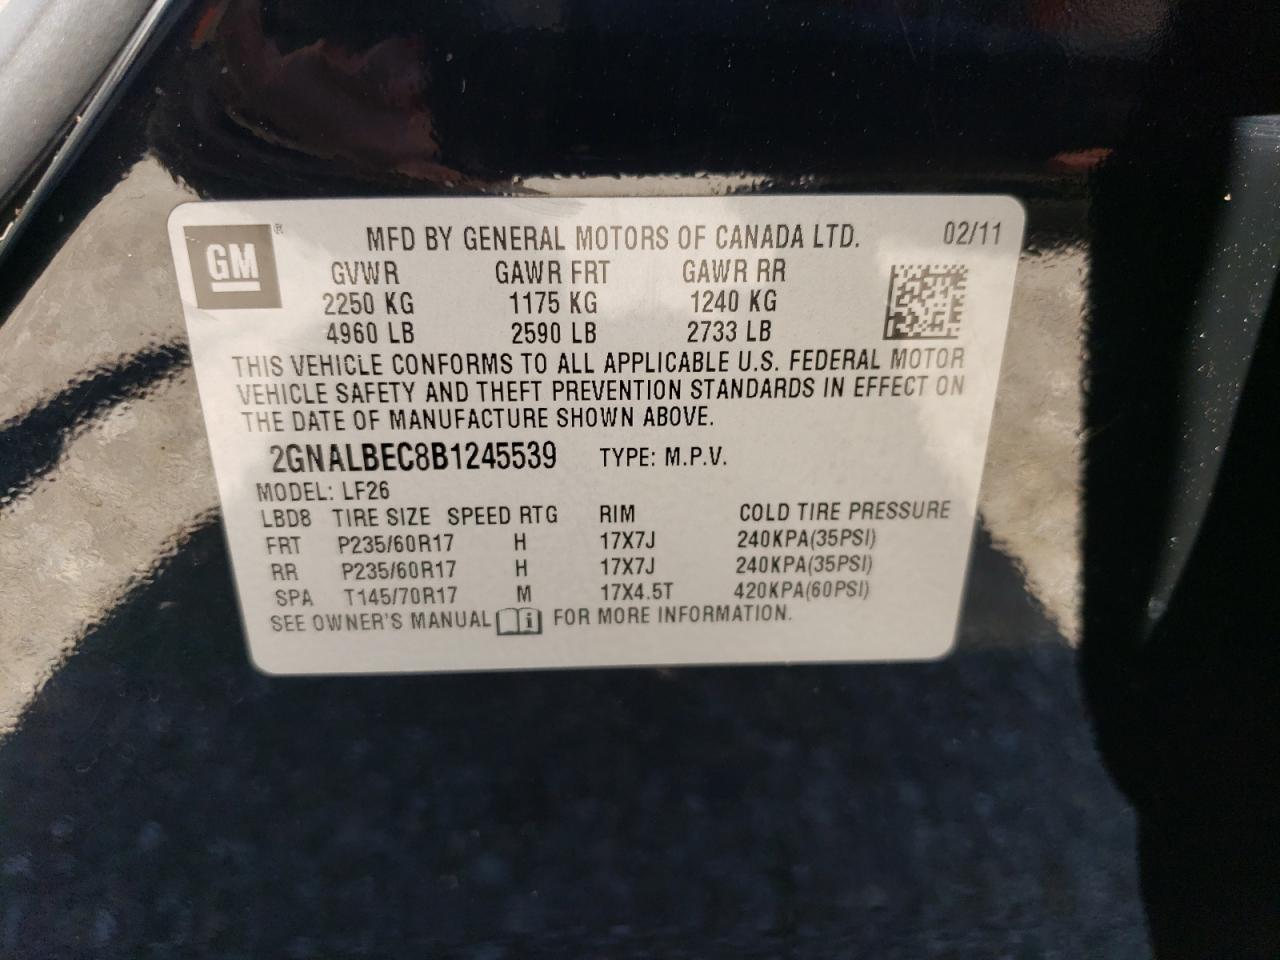 GM ® MFD BY GENERAL MOTORS OF CANADA LTD. 02/11
GVWR GAWR FRT GAWR RR
2250 KG 1175 KG 1240 KG
4960 LB 2590 LB 2733 LB
THIS VEHICLE CONFORMS TO ALL APPLICABLE U.S. FEDERAL MOTOR
VEHICLE SAFETY AND THEFT PREVENTION STANDARDS IN EFFECT ON
THE DATE OF MANUFACTURE SHOWN ABOVE.
2GNALBEC8B1245539 TYPE: M.P.V.
MODEL: LF26
LBD8 TIRE SIZE SPEED RTG RIM COLD TIRE PRESSURE
FRT P235/60R17 H 17X7J 240KPA(35PSI)
RR P235/60R17 H 17X7J 240KPA(35PSI)
SPA T145/70R17 M 17X4.5T 420KPA(60PSI)
SEE OWNER'S MANUAL i FOR MORE INFORMATION.